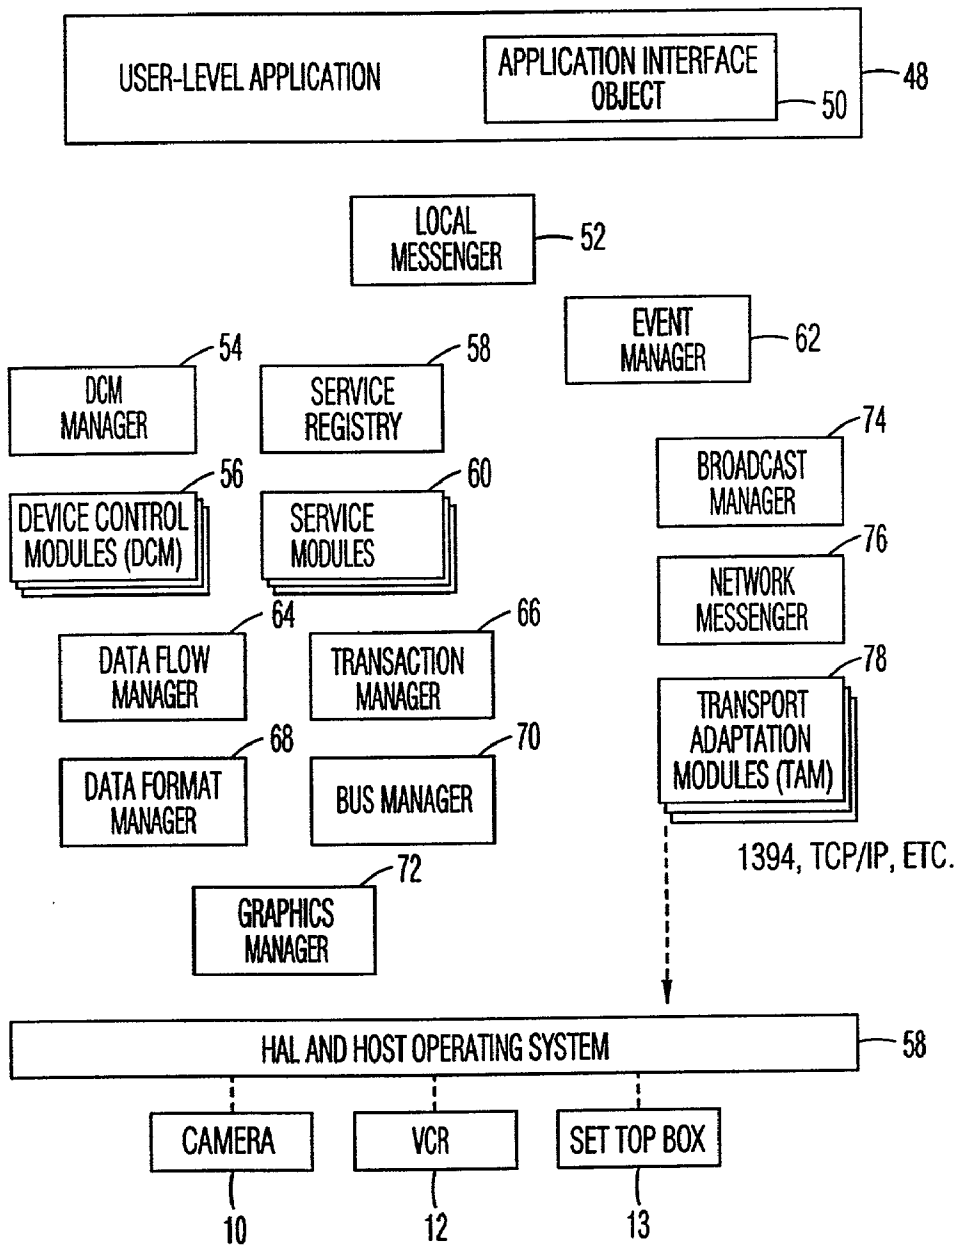 USER-LEVEL APPLICATION
APPLICATION INTERFACE
OBJECT
48
50
LOCAL
MESSENGER
52
EVENT
MANAGER
62
54
DCM
MANAGER
58
SERVICE
REGISTRY
74
BROADCAST
MANAGER
56
DEVICE CONTROL
MODULES (DCM)
60
SERVICE
MODULES
76
NETWORK
MESSENGER
64
DATA FLOW
MANAGER
66
TRANSACTION
MANAGER
78
TRANSPORT
ADAPTATION
MODULES (TAM)
68
DATA FORMAT
MANAGER
70
BUS MANAGER
1394, TCP/IP, ETC.
72
GRAPHICS
MANAGER
HAL AND HOST OPERATING SYSTEM
58
CAMERA
VCR
SET TOP BOX
10
12
13